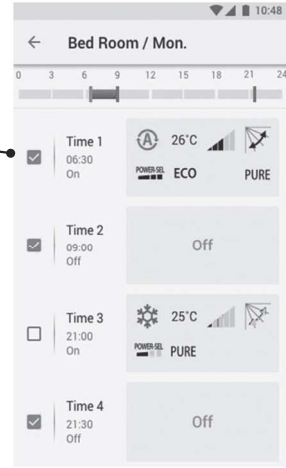 10:48
Bed Room / Mon.
0 3 6 9 12 15 18 21 24
Time 1
06:30
On
A 26°C
POWER-SEL ECO PURE
Time 2
09:00
Off
Off
Time 3
21:00
On
25°C
POWER-SEL PURE
Time 4
21:30
Off
Off